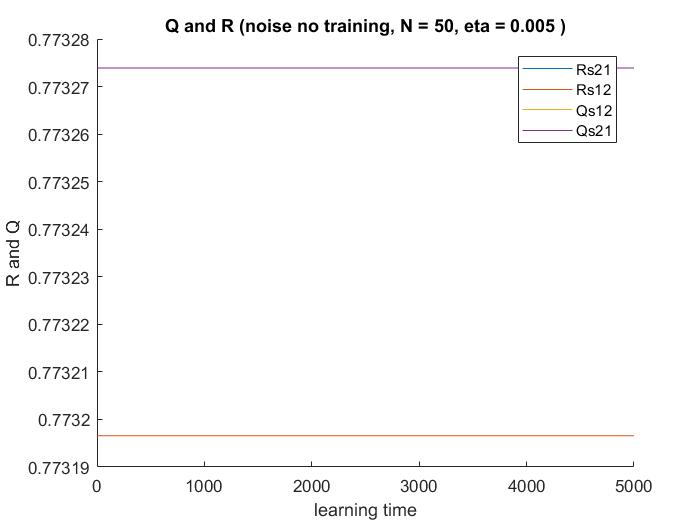 Q and R (noise no training, N = 50, eta = 0.005 )
0.77328
0.77327
0.77326
0.77325
0.77324
0.77323
0.77322
0.77321
0.7732
0.77319
R and Q
Rs21
Rs12
Qs12
Qs21
0
1000
2000
3000
4000
5000
learning time